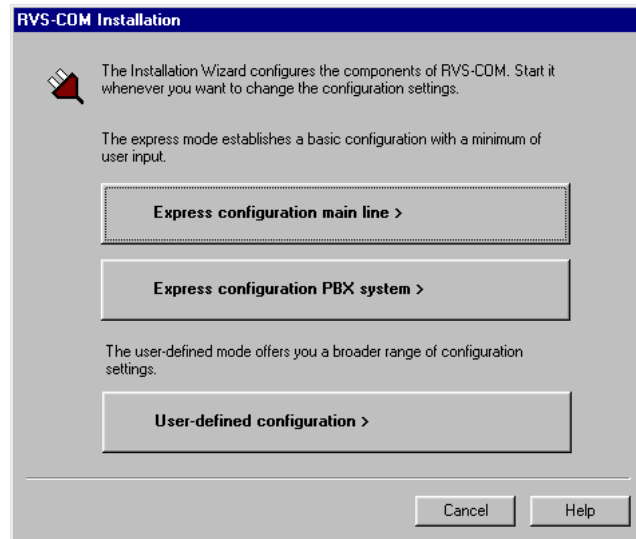 RVS-COM Installation
The Installation Wizard configures the components of RVS-COM. Start it
whenever you want to change the configuration settings.
The express mode establishes a basic configuration with a minimum of
user input.
Express configuration main line >
Express configuration PBX system >
The user-defined mode offers you a broader range of configuration
settings.
User-defined configuration >
Cancel
Help